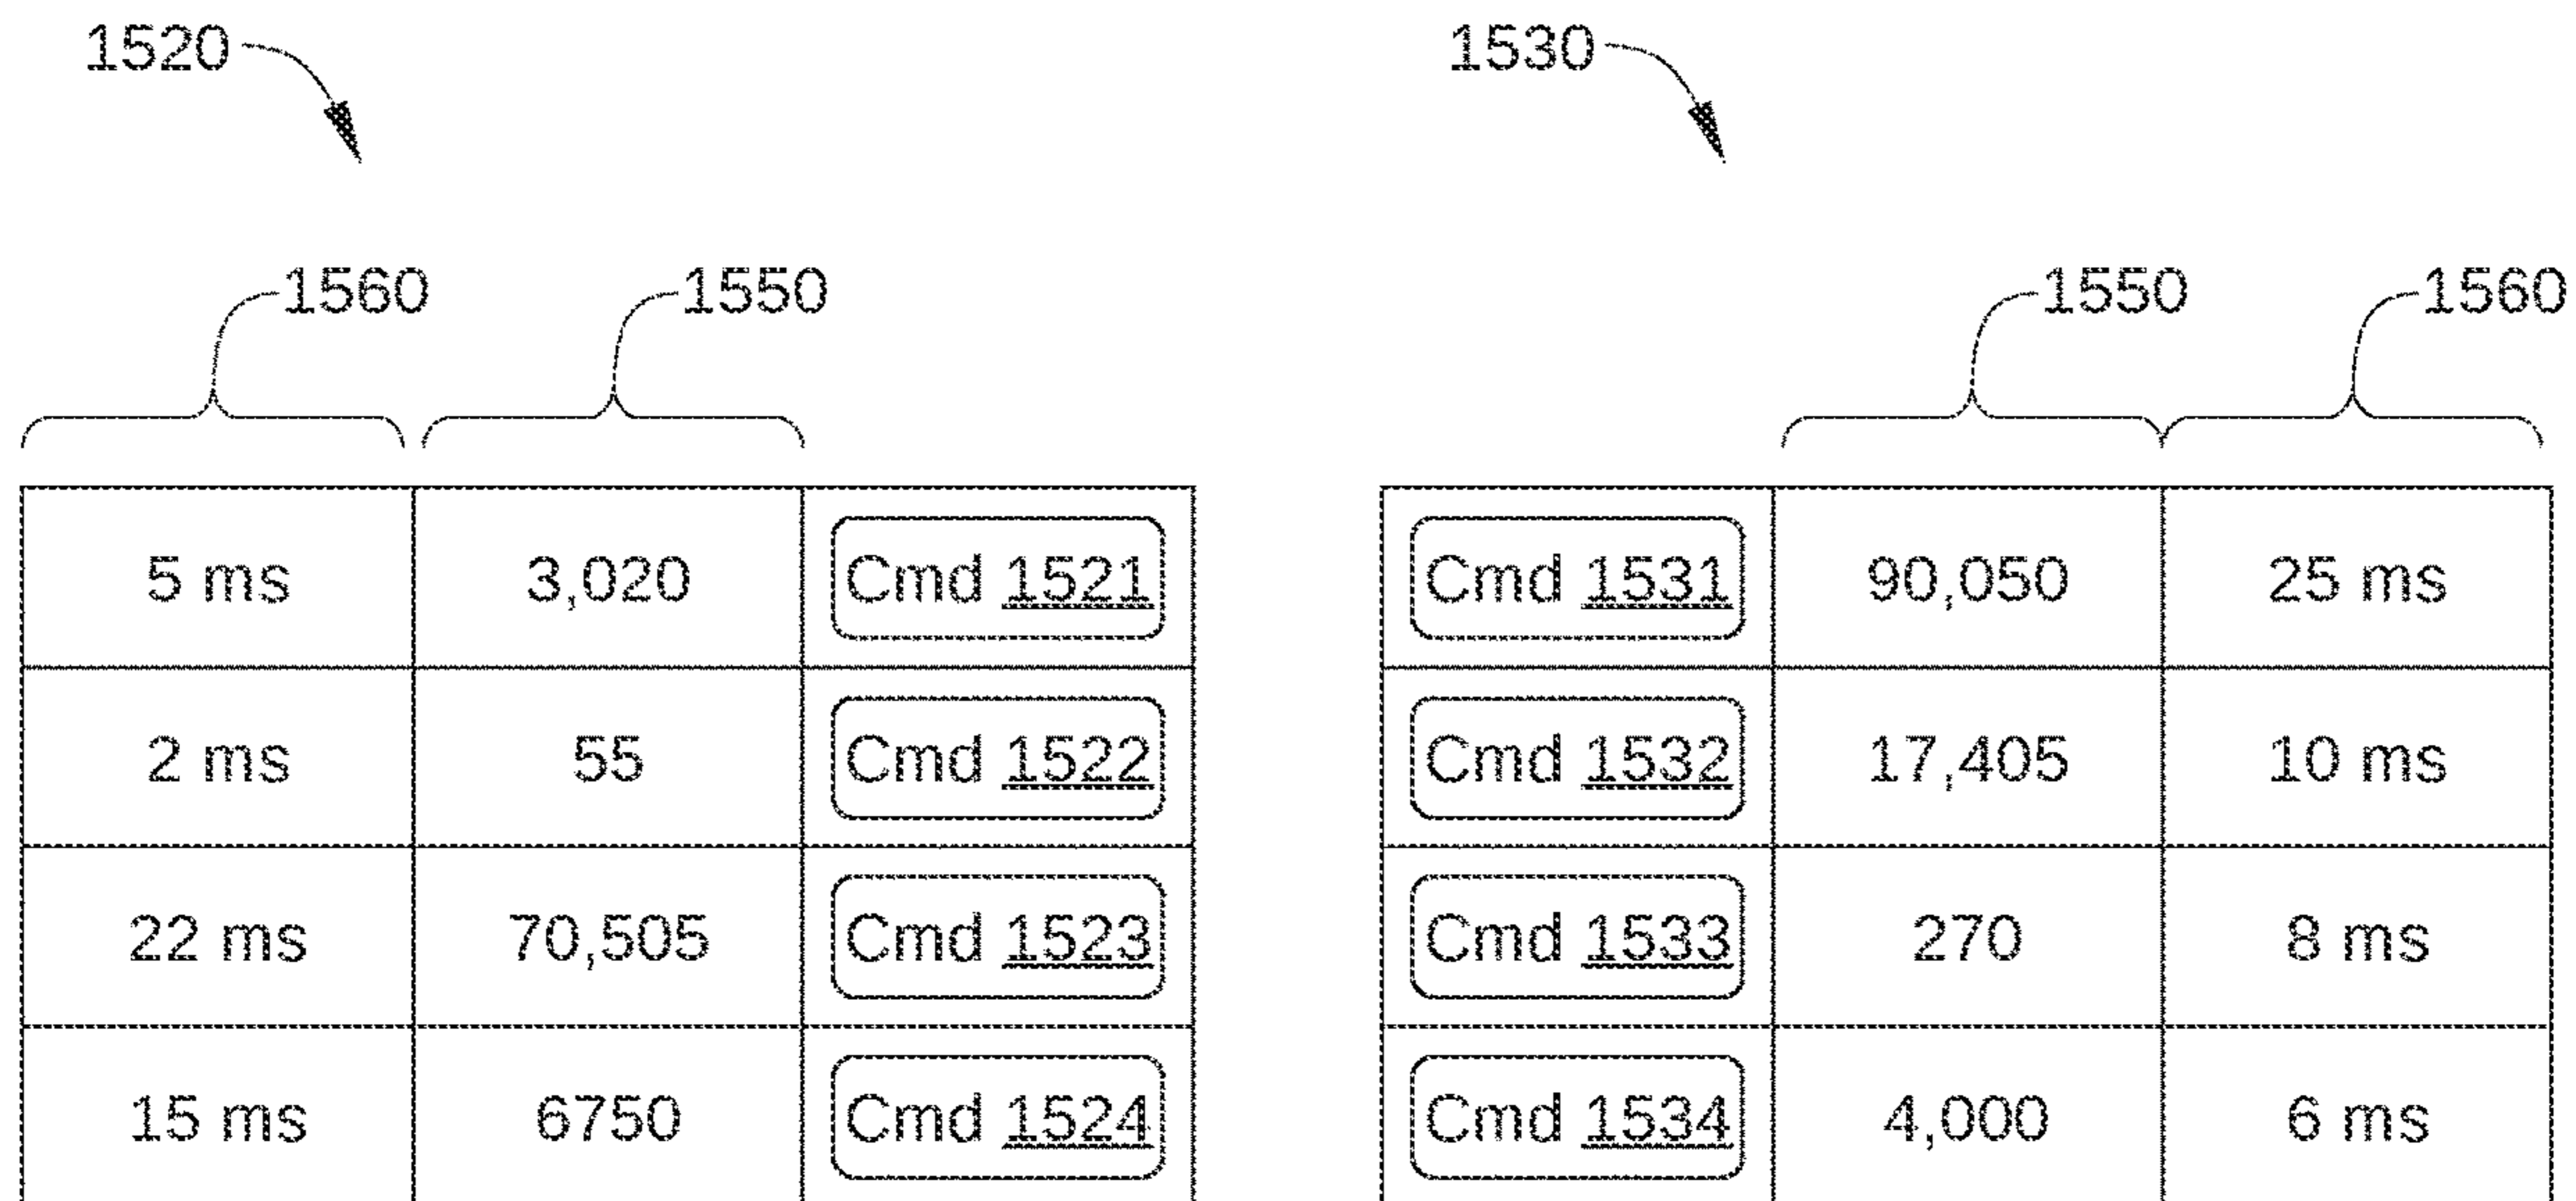 1520 1530
1560 1550 1550 1560
5 ms 3,020 Cmd 1521 Cmd 1531 90,050 25 ms
2 ms 55 Cmd 1522 Cmd 1532 17,405 10 ms
22 ms 70,505 Cmd 1523 Cmd 1533 270 8 ms
15 ms 6750 Cmd 1524 Cmd 1534 4,000 6 ms